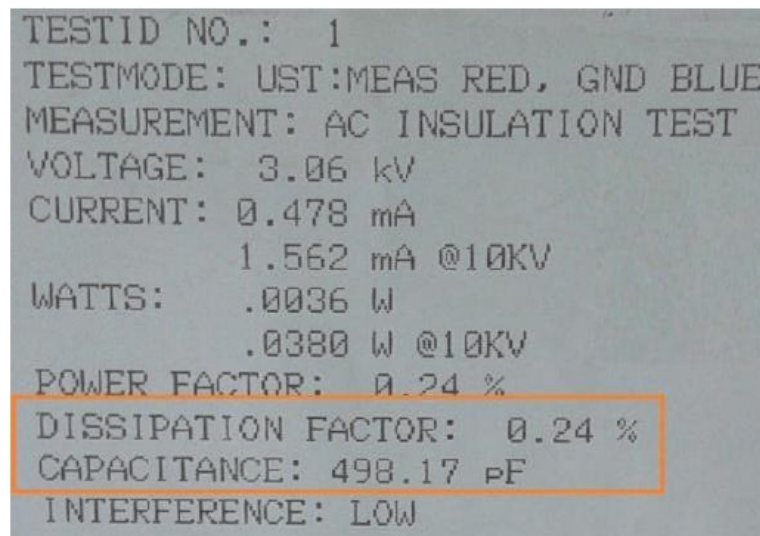 TESTID NO.: 1
TESTMODE: UST:MEAS RED, GND BLUE
MEASUREMENT: AC INSULATION TEST
VOLTAGE: 3.06 kV
CURRENT: 0.478 mA
1.562 mA @10KV
WATTS: .0036 W
.0380 W @10KV
POWER FACTOR: 0.24 %
DISSIPATION FACTOR: 0.24 %
CAPACITANCE: 498.17 pF
INTERFERENCE: LOW